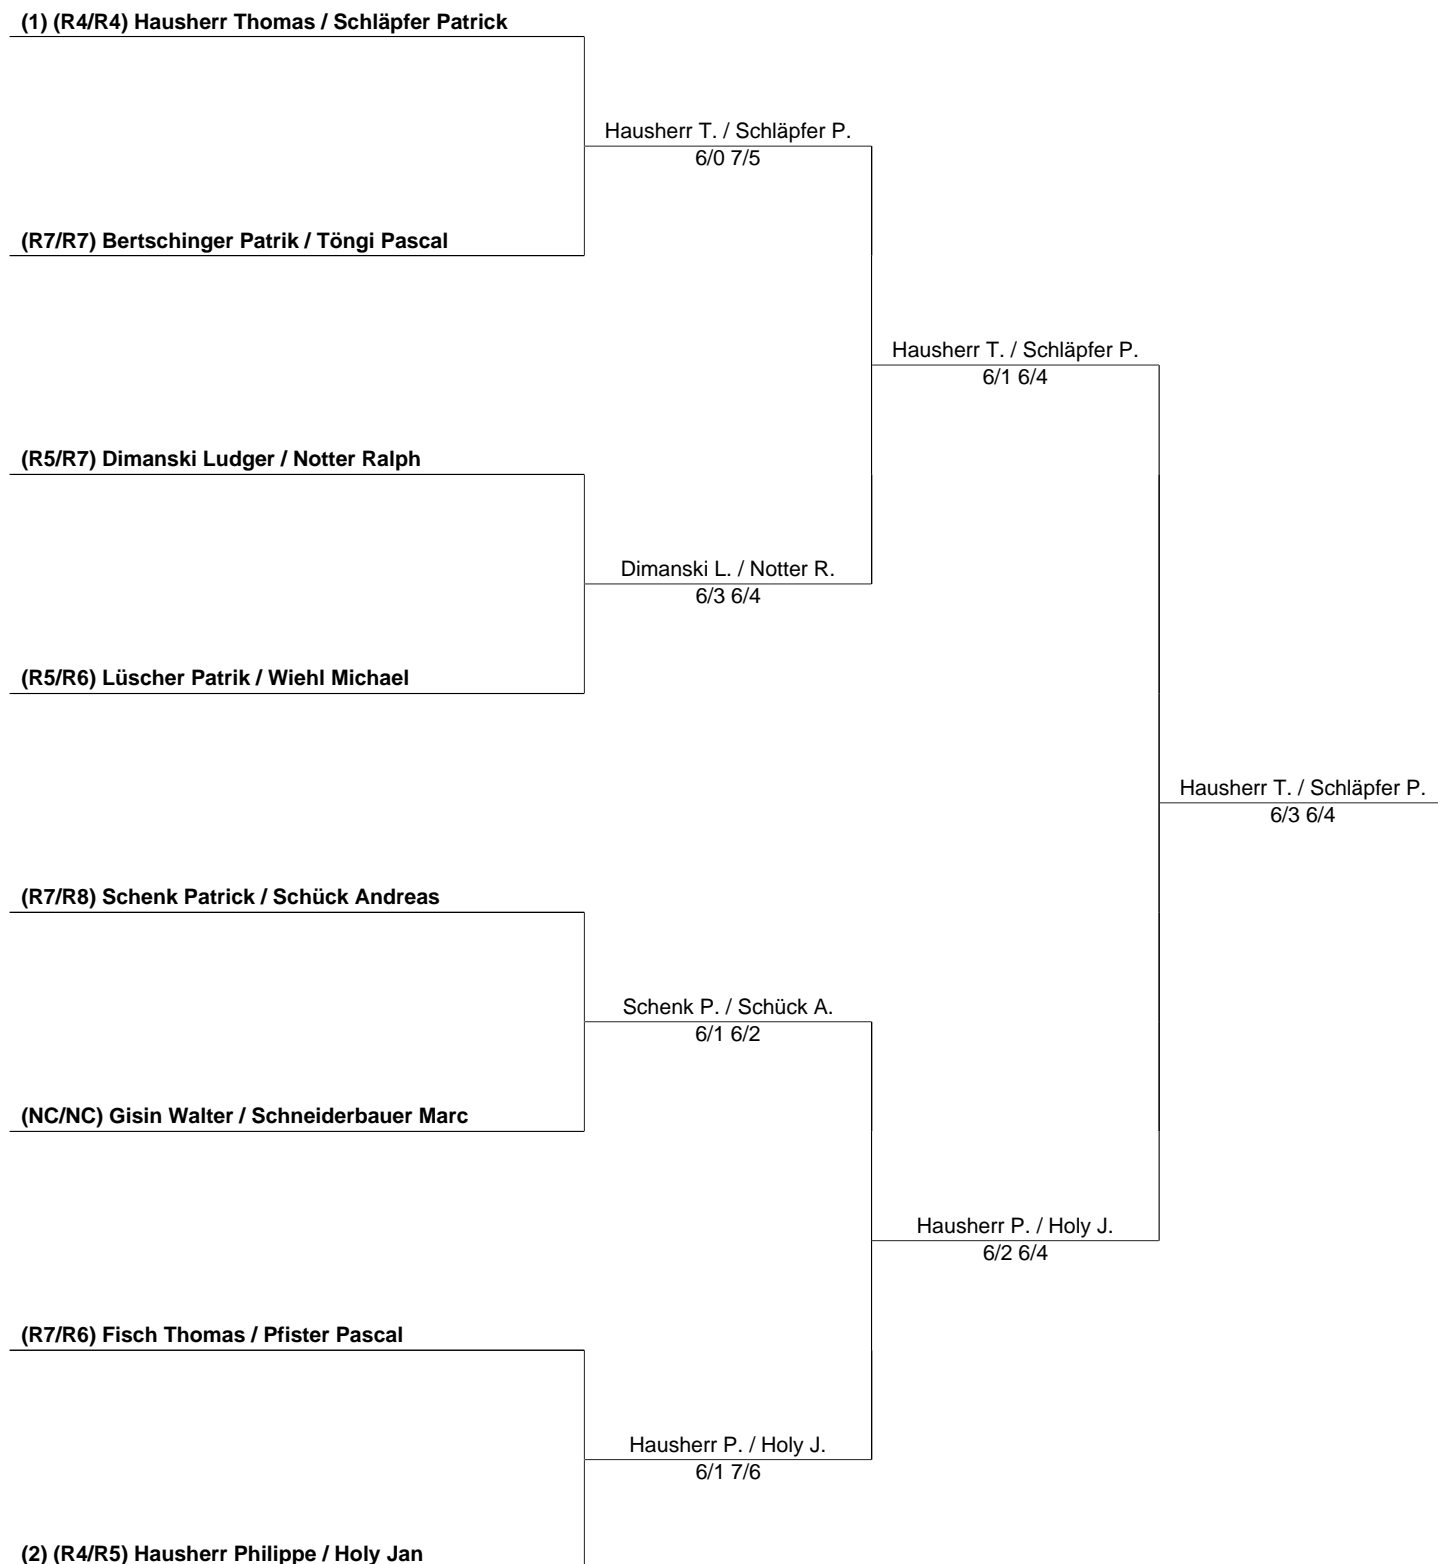 (1) (R4/R4) Hausherr Thomas / Schläpfer Patrick
Hausherr T. / Schläpfer P.
6/0 7/5
(R7/R7) Bertschinger Patrik / Töngi Pascal
Hausherr T. / Schläpfer P.
6/1 6/4
(R5/R7) Dimanski Ludger / Notter Ralph
Dimanski L. / Notter R.
6/3 6/4
(R5/R6) Lüscher Patrik / Wiehl Michael
Hausherr T. / Schläpfer P.
6/3 6/4
(R7/R8) Schenk Patrick / Schück Andreas
Schenk P. / Schück A.
6/1 6/2
(NC/NC) Gisin Walter / Schneiderbauer Marc
Hausherr P. / Holy J.
6/2 6/4
(R7/R6) Fisch Thomas / Pfister Pascal
Hausherr P. / Holy J.
6/1 7/6
(2) (R4/R5) Hausherr Philippe / Holy Jan